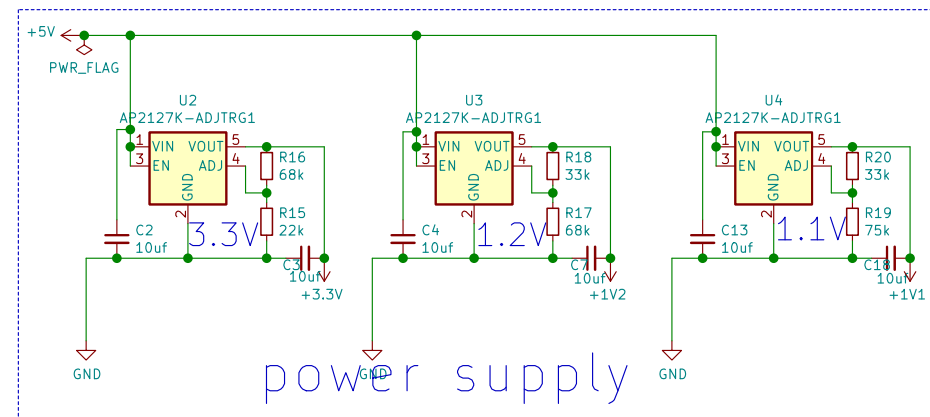 +5V
PWR_FLAG
U2
AP2127K-ADJTRG1
1 VIN VOUT 5
3 EN ADJ 4
GND
2
R16
68k
R15
22k
C2
10uf
3.3V
C3
10uf
+3.3V
GND
U3
AP2127K-ADJTRG1
1 VIN VOUT 5
3 EN ADJ 4
GND
2
R18
33k
R17
68k
C4
10uf
1.2V
C7
10uf
+1V2
GND
U4
AP2127K-ADJTRG1
1 VIN VOUT 5
3 EN ADJ 4
GND
2
R20
33k
R19
75k
C13
10uf
1.1V
C18
10uf
+1V1
GND
power supply